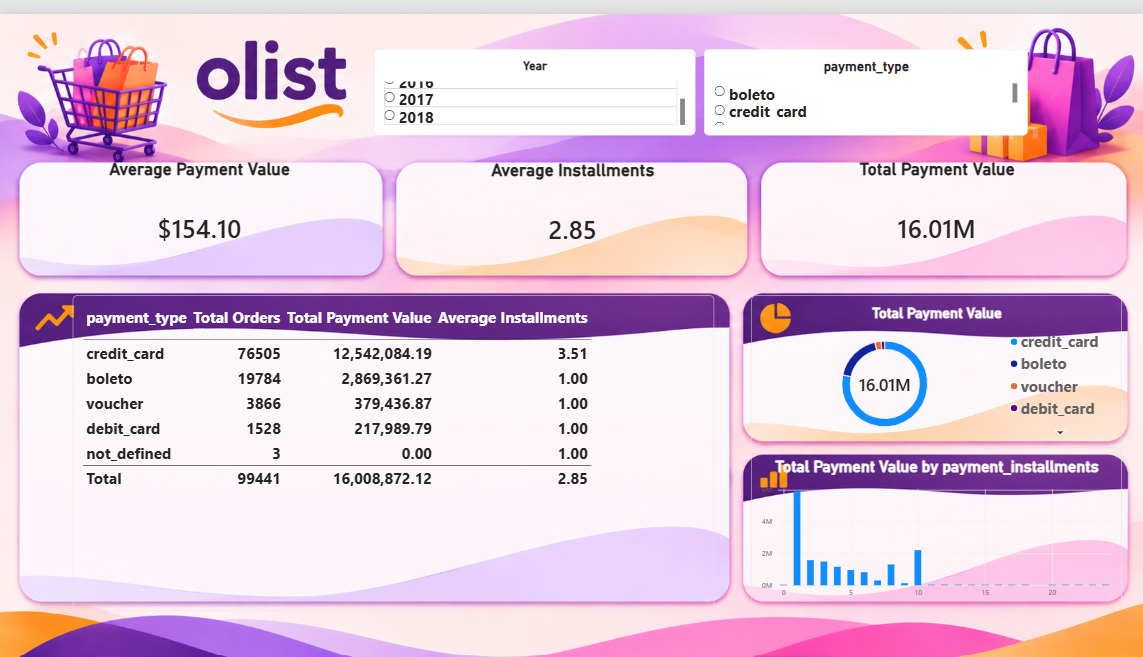 olist
Year
2016
2017
2018
payment_type
boleto
credit_card
Average Payment Value
$154.10
Average Installments
2.85
Total Payment Value
16.01M
payment_type Total Orders Total Payment Value Average Installments
credit_card 76505 12,542,084.19 3.51
boleto 19784 2,869,361.27 1.00
voucher 3866 379,436.87 1.00
debit_card 1528 217,989.79 1.00
not_defined 3 0.00 1.00
Total 99441 16,008,872.12 2.85
Total Payment Value
16.01M
credit_card
boleto
voucher
debit_card
Total Payment Value by payment_installments
4M
2M
0M
0 5 10 15 20